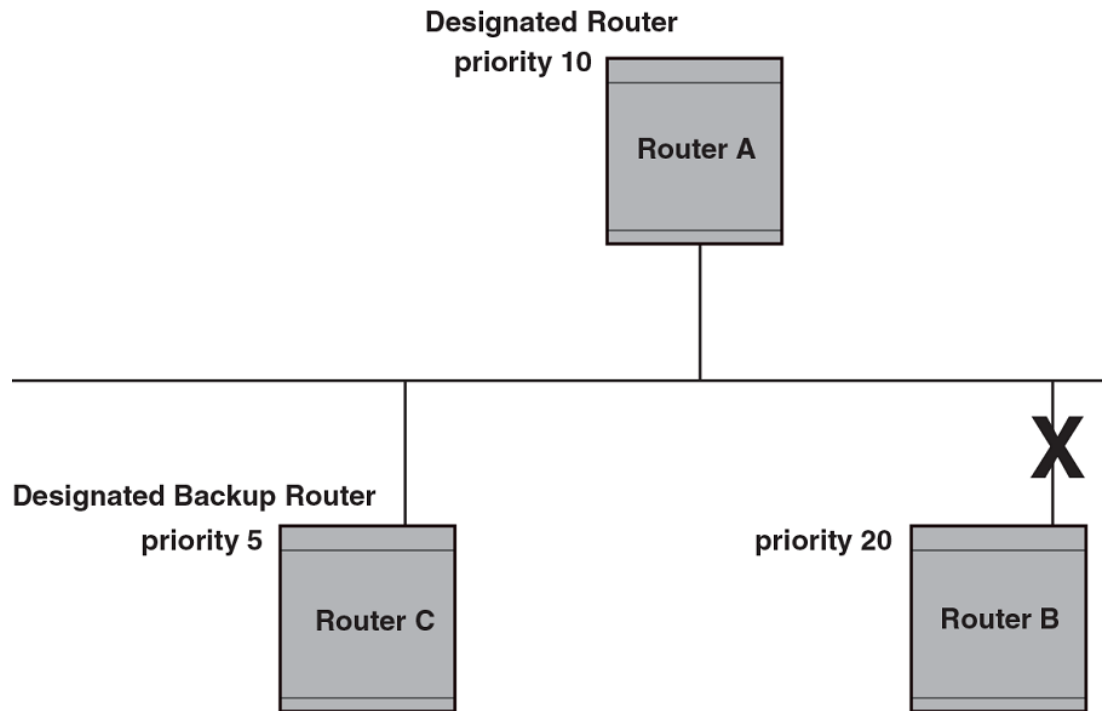 Designated Router
priority 10
Router A
X
Designated Backup Router
priority 5
priority 20
Router C
Router B